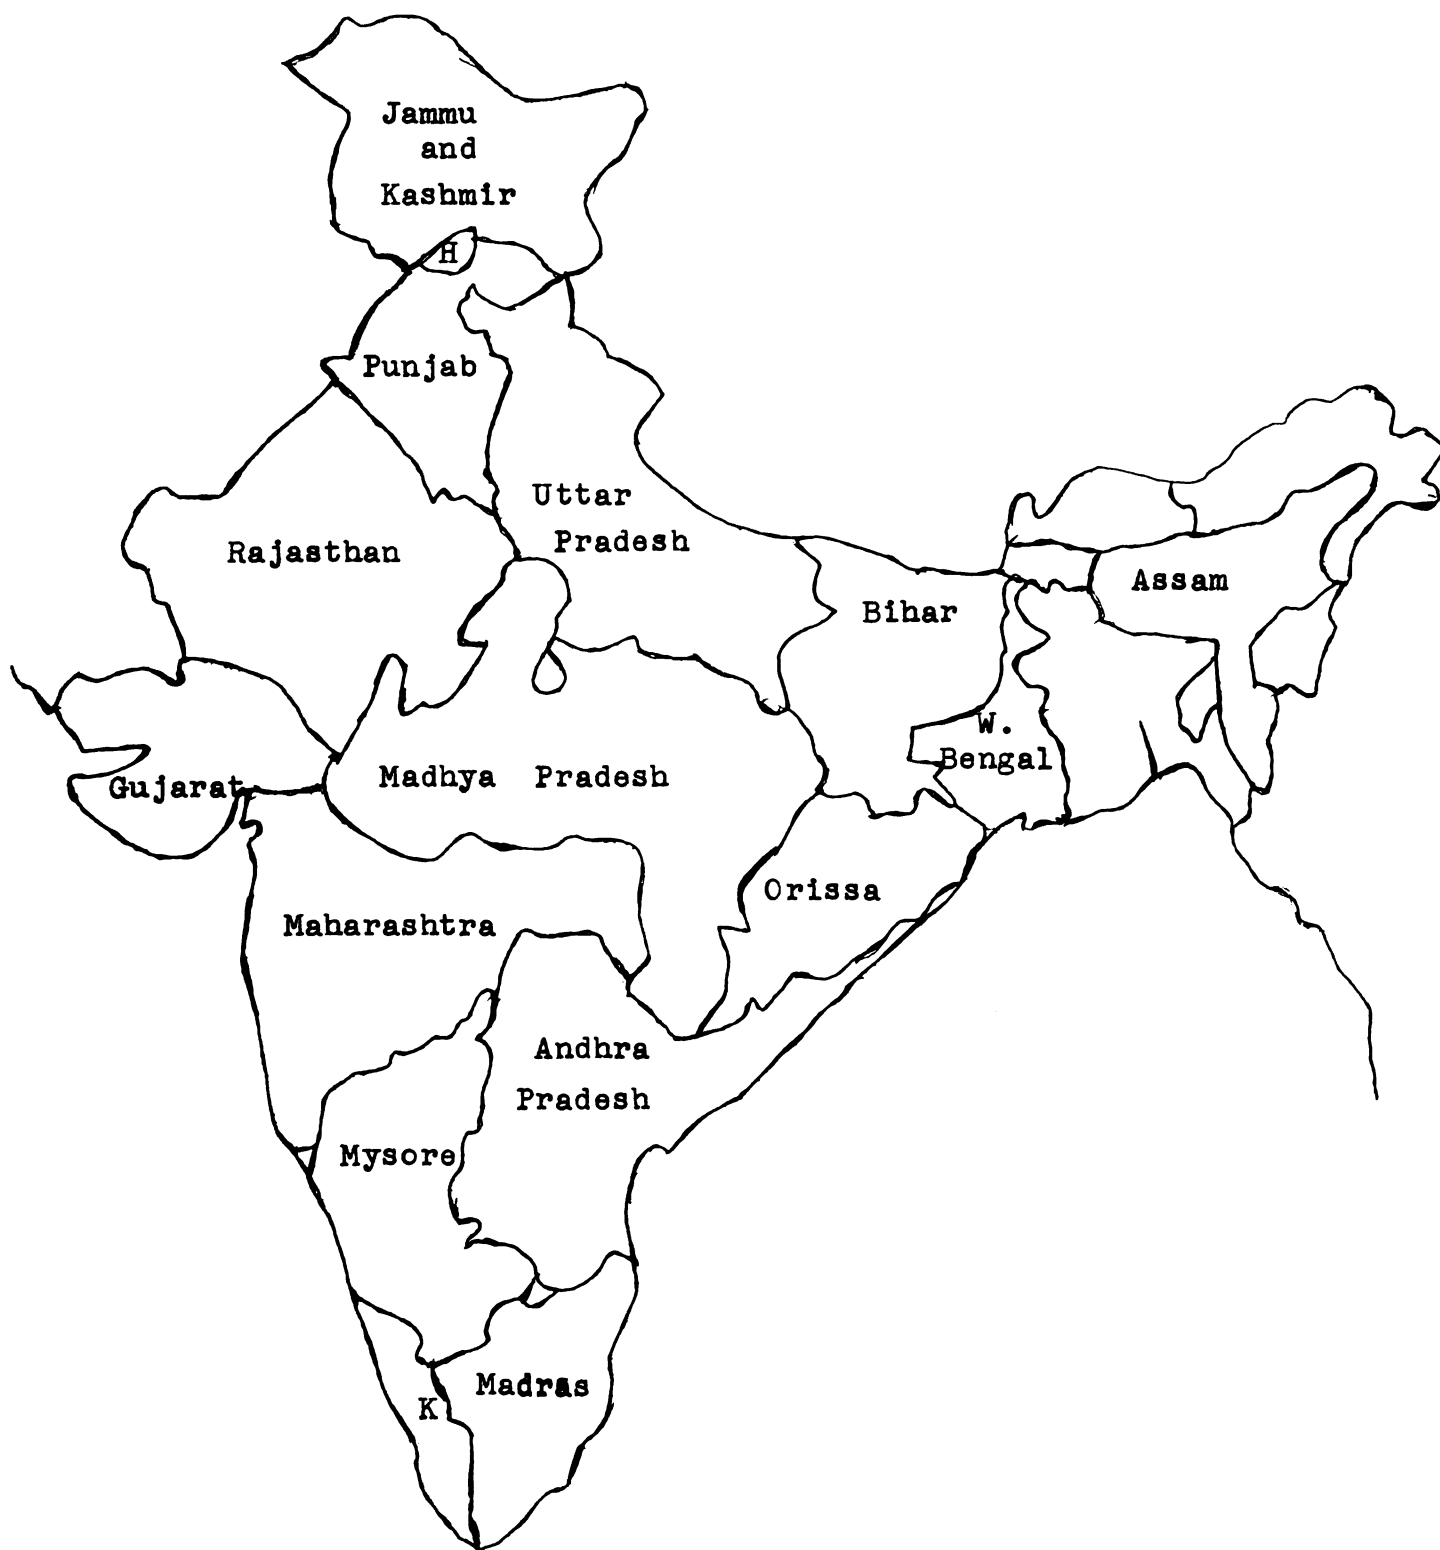 Jammu
and
Kashmir
H
Punjab
Uttar
Pradesh
Rajasthan
Assam
Bihar
W.
Bengal
Gujarat
Madhya Pradesh
Orissa
Maharashtra
Andhra
Pradesh
Mysore
Madras
K